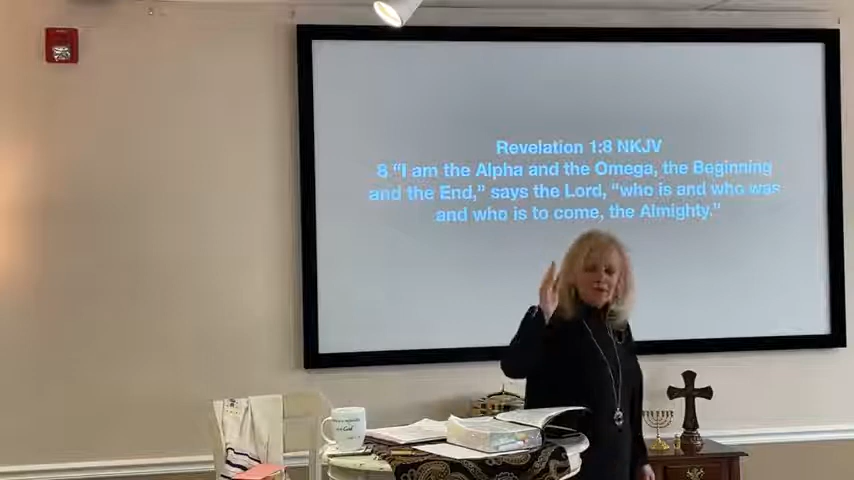 Revelation 1:8 NKJV
8 “I am the Alpha and the Omega, the Beginning
and the End,” says the Lord, “who is and who was
and who is to come, the Almighty.”
God